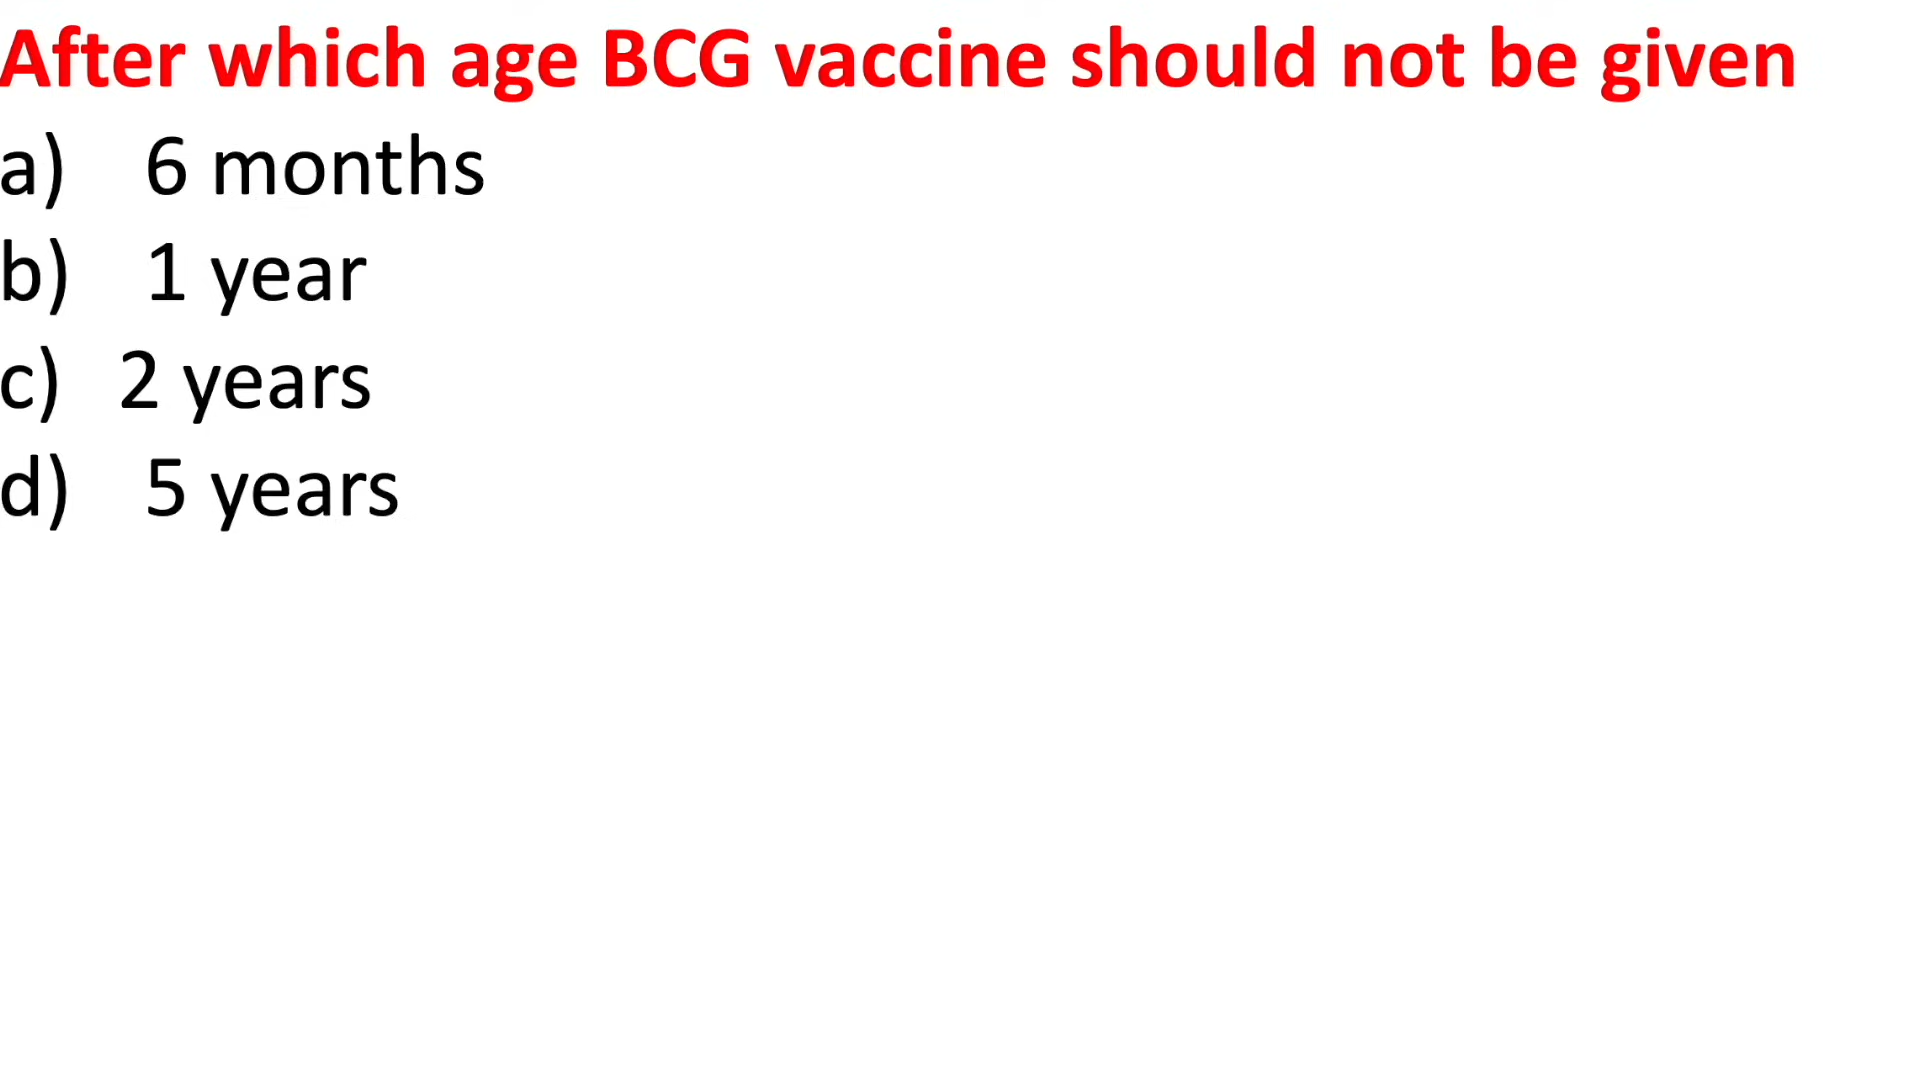 After which age BCG vaccine should not be given
a) 6 months
b) 1 year
c) 2 years
d) 5 years